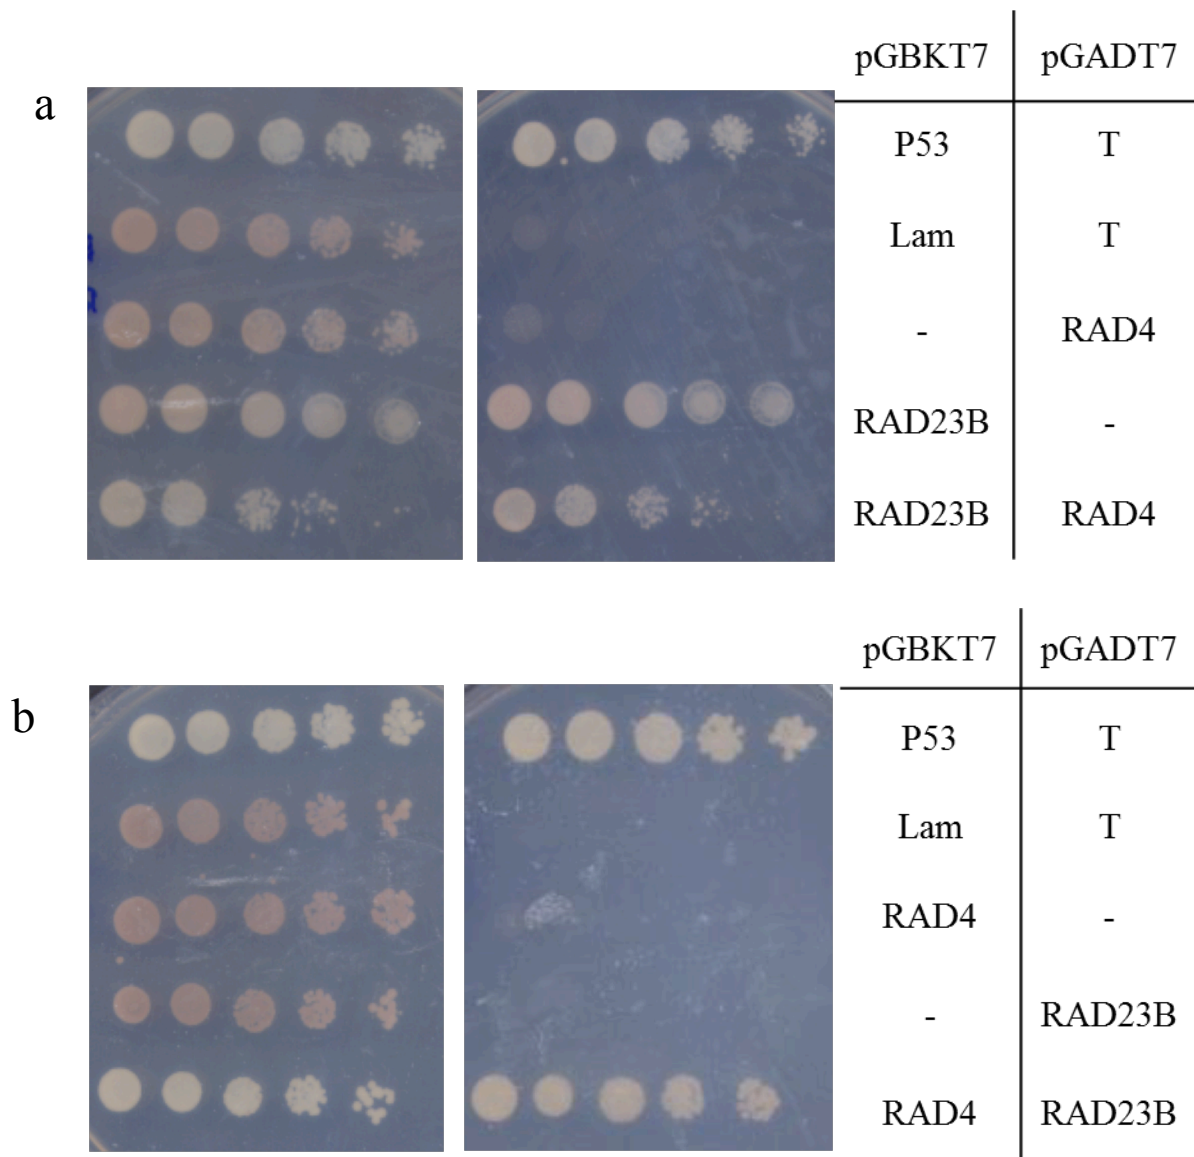 a
pGBKT7 pGADT7
P53 T
Lam T
- RAD4
RAD23B -
RAD23B RAD4
b
pGBKT7 pGADT7
P53 T
Lam T
RAD4 -
- RAD23B
RAD4 RAD23B